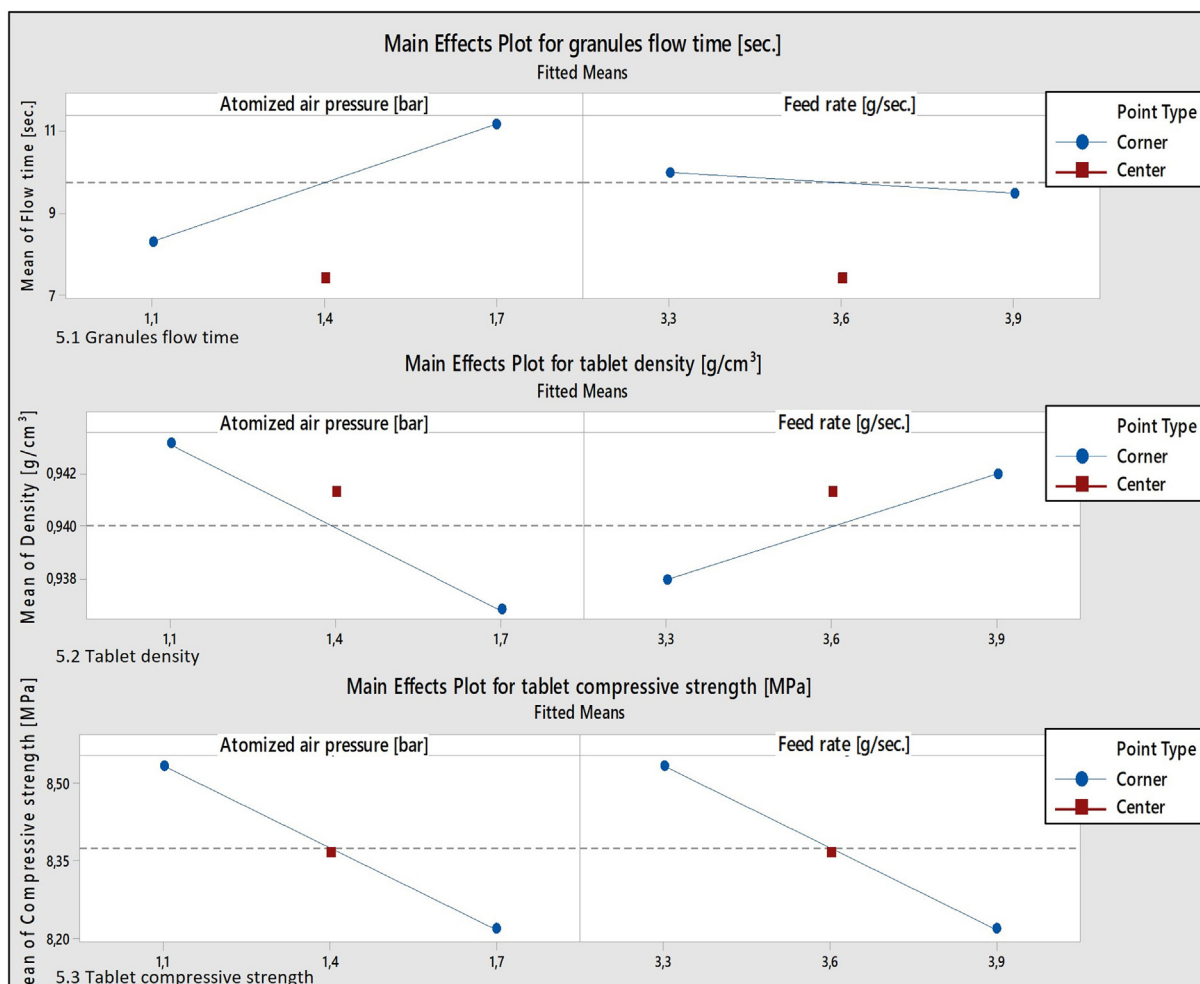 Main Effects Plot for granules flow time [sec.]
Fitted Means
Atomized air pressure [bar]
Feed rate [g/sec.]
Mean of Flow time [sec.]
11
9
7
1,1
1,4
1,7
3,3
3,6
3,9
Point Type
Corner
Center
5.1 Granules flow time
Main Effects Plot for tablet density [g/cm³]
Fitted Means
Atomized air pressure [bar]
Feed rate [g/sec.]
Mean of Density [g/cm³]
0,942
0,940
0,938
1,1
1,4
1,7
3,3
3,6
3,9
Point Type
Corner
Center
5.2 Tablet density
Main Effects Plot for tablet compressive strength [MPa]
Fitted Means
Atomized air pressure [bar]
Feed rate [g/sec.]
ean of Compressive strength [MPa]
8,50
8,35
8,20
1,1
1,4
1,7
3,3
3,6
3,9
Point Type
Corner
Center
5.3 Tablet compressive strength